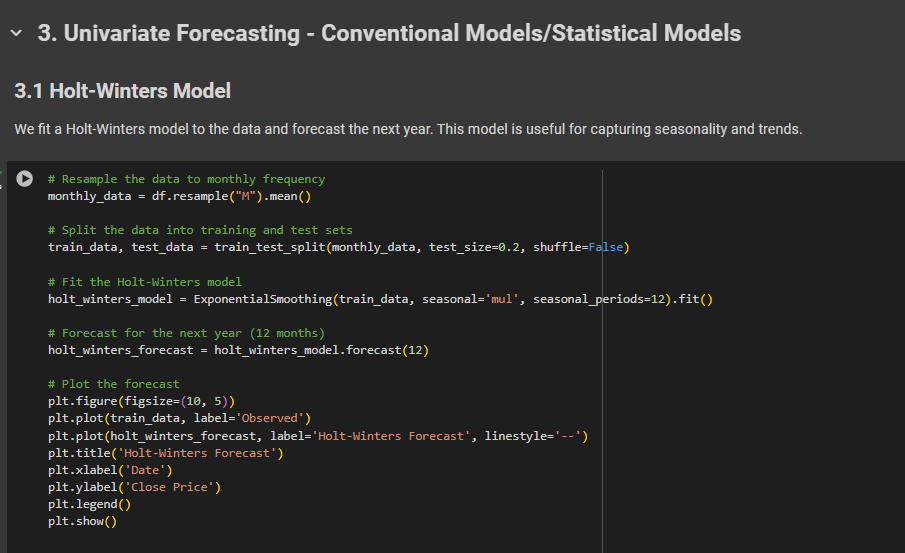 3. Univariate Forecasting - Conventional Models/Statistical Models
3.1 Holt-Winters Model
We fit a Holt-Winters model to the data and forecast the next year. This model is useful for capturing seasonality and trends.
# Resample the data to monthly frequency
monthly_data = df.resample("M").mean()
# Split the data into training and test sets
train_data, test_data = train_test_split(monthly_data, test_size=0.2, shuffle=False)
# Fit the Holt-Winters model
holt_winters_model = ExponentialSmoothing(train_data, seasonal='mul', seasonal_periods=12).fit()
# Forecast for the next year (12 months)
holt_winters_forecast = holt_winters_model.forecast(12)
# Plot the forecast
plt.figure(figsize=(10, 5))
plt.plot(train_data, label='Observed')
plt.plot(holt_winters_forecast, label='Holt-Winters Forecast', linestyle='--')
plt.title('Holt-Winters Forecast')
plt.xlabel('Date')
plt.ylabel('Close Price')
plt.legend()
plt.show()